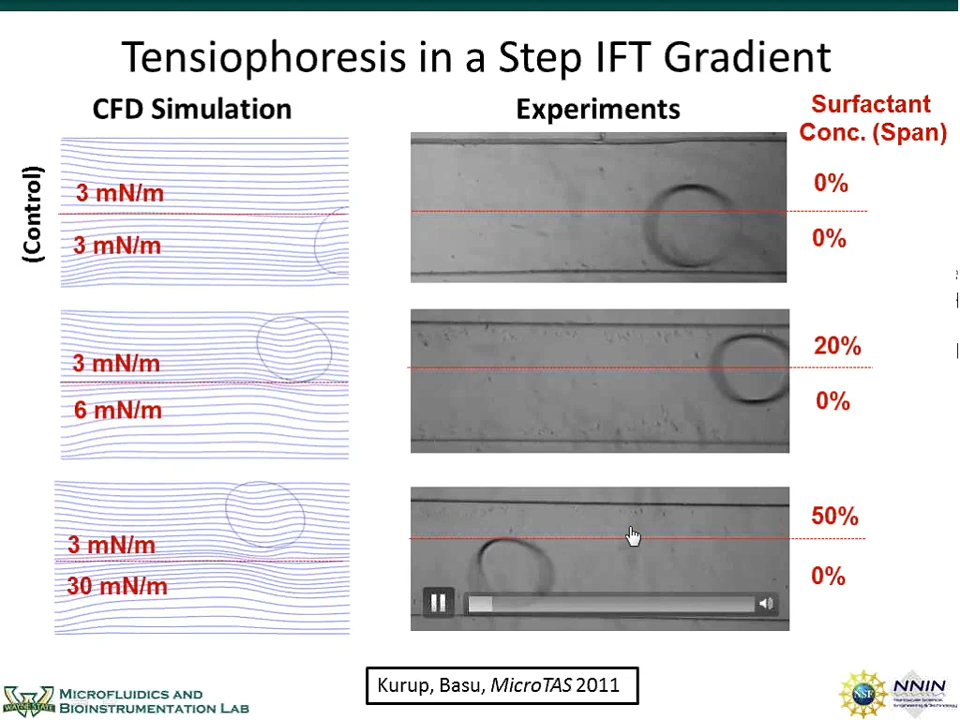 Tensiophoresis in a Step IFT Gradient
CFD Simulation
Experiments
Surfactant
Conc. (Span)
(Control)
3 mN/m
3 mN/m
0%
0%
3 mN/m
6 mN/m
20%
0%
3 mN/m
30 mN/m
50%
0%
Kurup, Basu, MicroTAS 2011
WAYNE STATE
MICROFLUIDICS AND
BIOINSTRUMENTATION LAB
NSF
NNIN